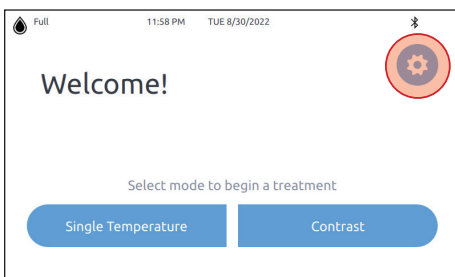 Full 11:58 PM TUE 8/30/2022
Welcome!
Select mode to begin a treatment
Single Temperature Contrast